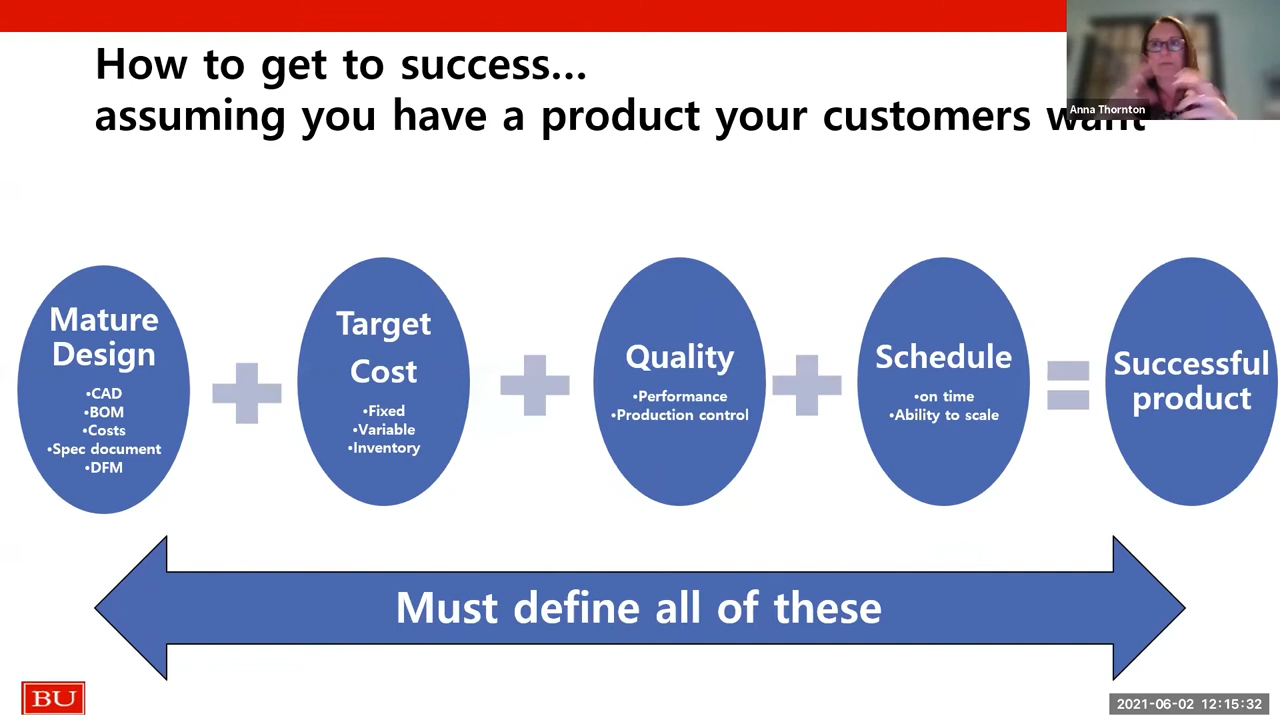 How to get to success...
assuming you have a product your customers want
Anna Thornton
Mature
Design
•CAD
•BOM
•Costs
•Spec document
•DFM
Target
Cost
•Fixed
•Variable
•Inventory
Quality
•Performance
•Production control
Schedule
•on time
•Ability to scale
Successful
product
Must define all of these
BU
2021-06-02 12:15:32